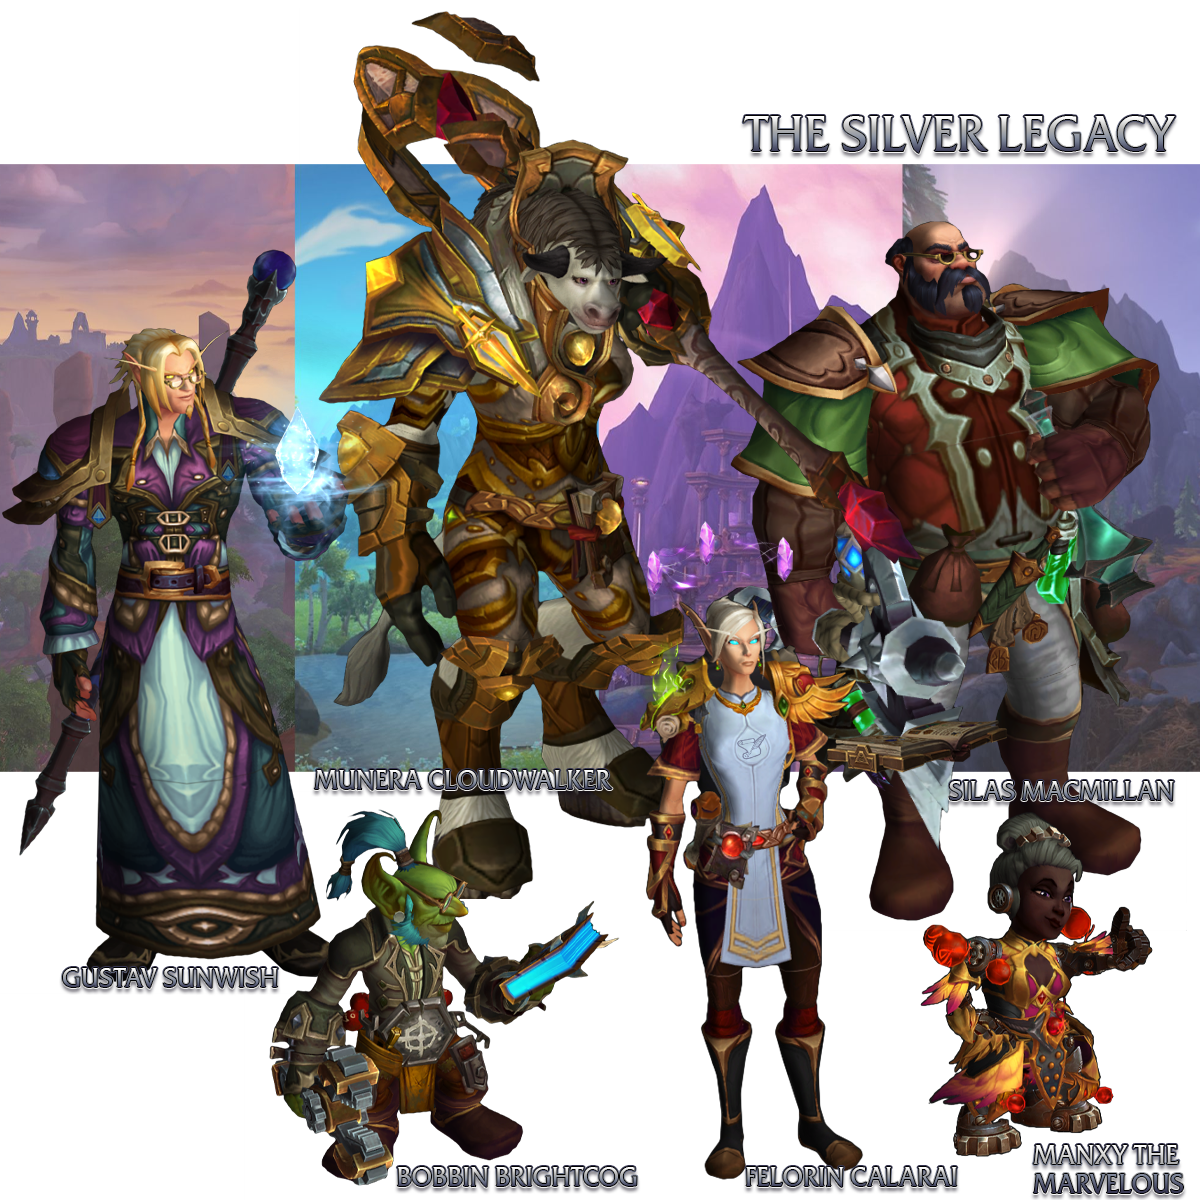 THE SILVER LEGACY
MUNERA CLOUDWALKER
SILAS MACMILLAN
GUSTAV SUNWISH
BOBBIN BRIGHTCOG
FELORIN CALARAI
MANXY THE
MARVELOUS